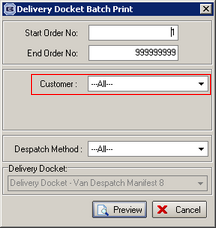 Delivery Docket Batch Print
Start Order No: 1
End Order No: 999999999
Customer : ---All---
Despatch Method : ---All---
Delivery Docket:
Delivery Docket - Van Despatch Manifest 8
Preview Cancel